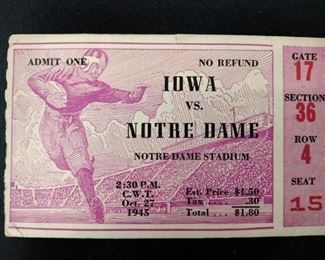 ADMIT ONE NO REFUND
IOWA
VS.
NOTRE DAME
NOTRE DAME STADIUM
2:30 P.M.
C.W.T.
Oct. 27
1945
Est. Price $1.50
Tax ..... .30
Total ... $1.80
GATE
17
SECTION
36
ROW
4
SEAT
15